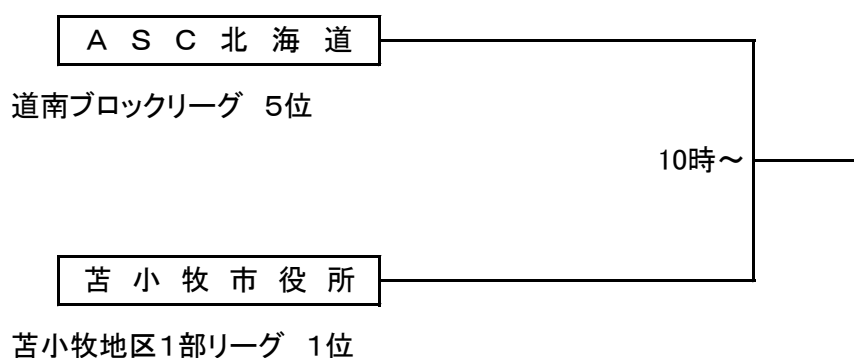 ASC北海道
道南ブロックリーグ 5位
10時～
苫小牧市役所
苫小牧地区1部リーグ 1位